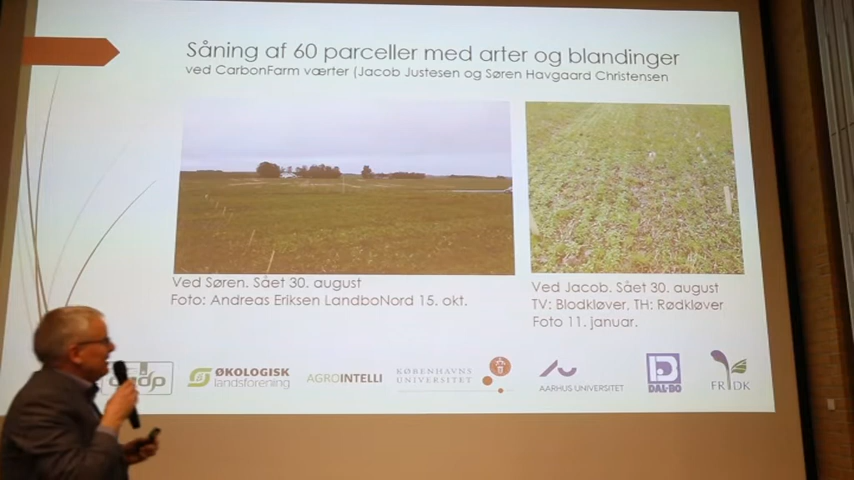 Såning af 60 parceller med arter og blandinger
ved CarbonFarm værter (Jacob Justesen og Søren Havgaard Christensen
Ved Søren. Sået 30. august
Foto: Andreas Eriksen LandboNord 15. okt.
Ved Jacob. Sået 30. august
TV: Blodkløver, TH: Rødkløver
Foto 11. januar.
ØKOLOGISK
landsforening
AGROINTELLI
KØBENHAVNS
UNIVERSITET
AARHUS UNIVERSITET
DAL-BO
FR DK